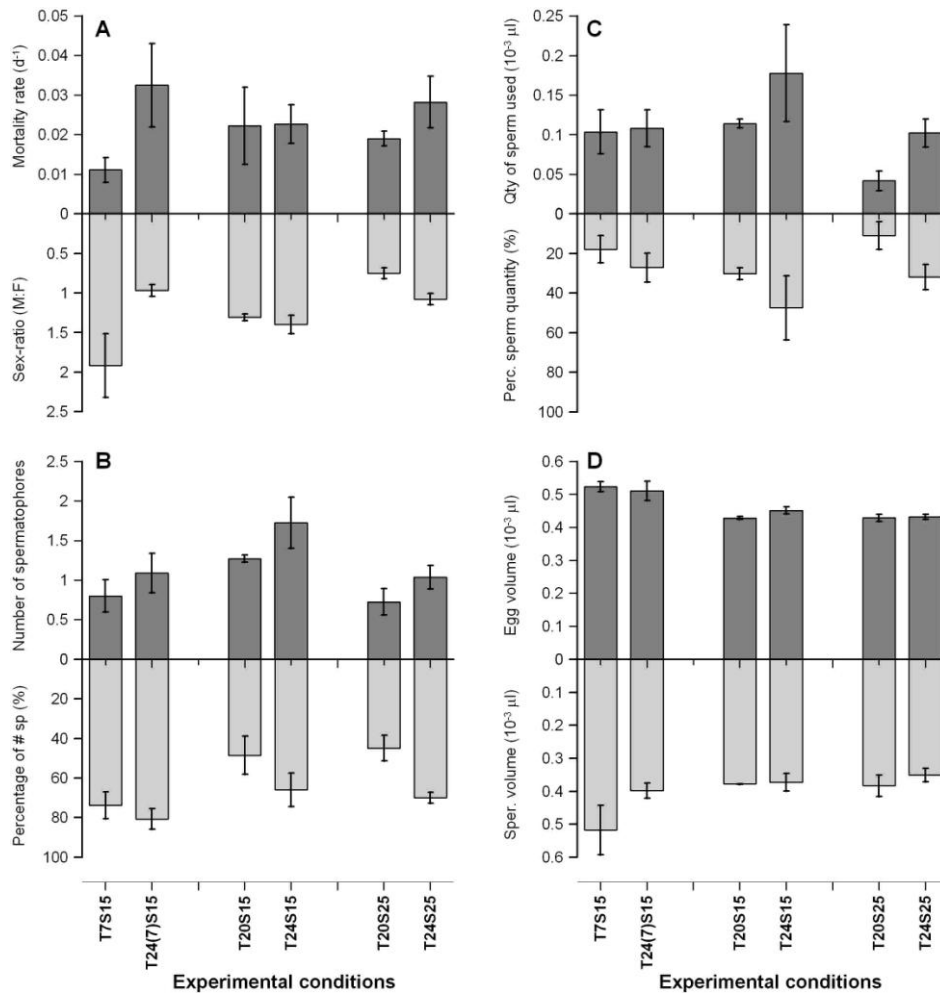 A
Mortality rate (d⁻¹)
0.05
0.04
0.03
0.02
0.01
0
Sex-ratio (M:F)
0.5
1
1.5
2
2.5
C
Qty of sperm used (10⁻³ µl)
0.25
0.2
0.15
0.1
0.05
0
Perc. sperm quantity (%)
20
40
60
80
100
B
Number of spermatophores
2.5
2
1.5
1
0.5
0
Percentage of # sp (%)
20
40
60
80
100
D
Egg volume (10⁻³ µl)
0.6
0.5
0.4
0.3
0.2
0.1
0
Sper. volume (10⁻³ µl)
0.1
0.2
0.3
0.4
0.5
0.6
T7S15
T24(7)S15
T20S15
T24S15
T20S25
T24S25
Experimental conditions
T7S15
T24(7)S15
T20S15
T24S15
T20S25
T24S25
Experimental conditions